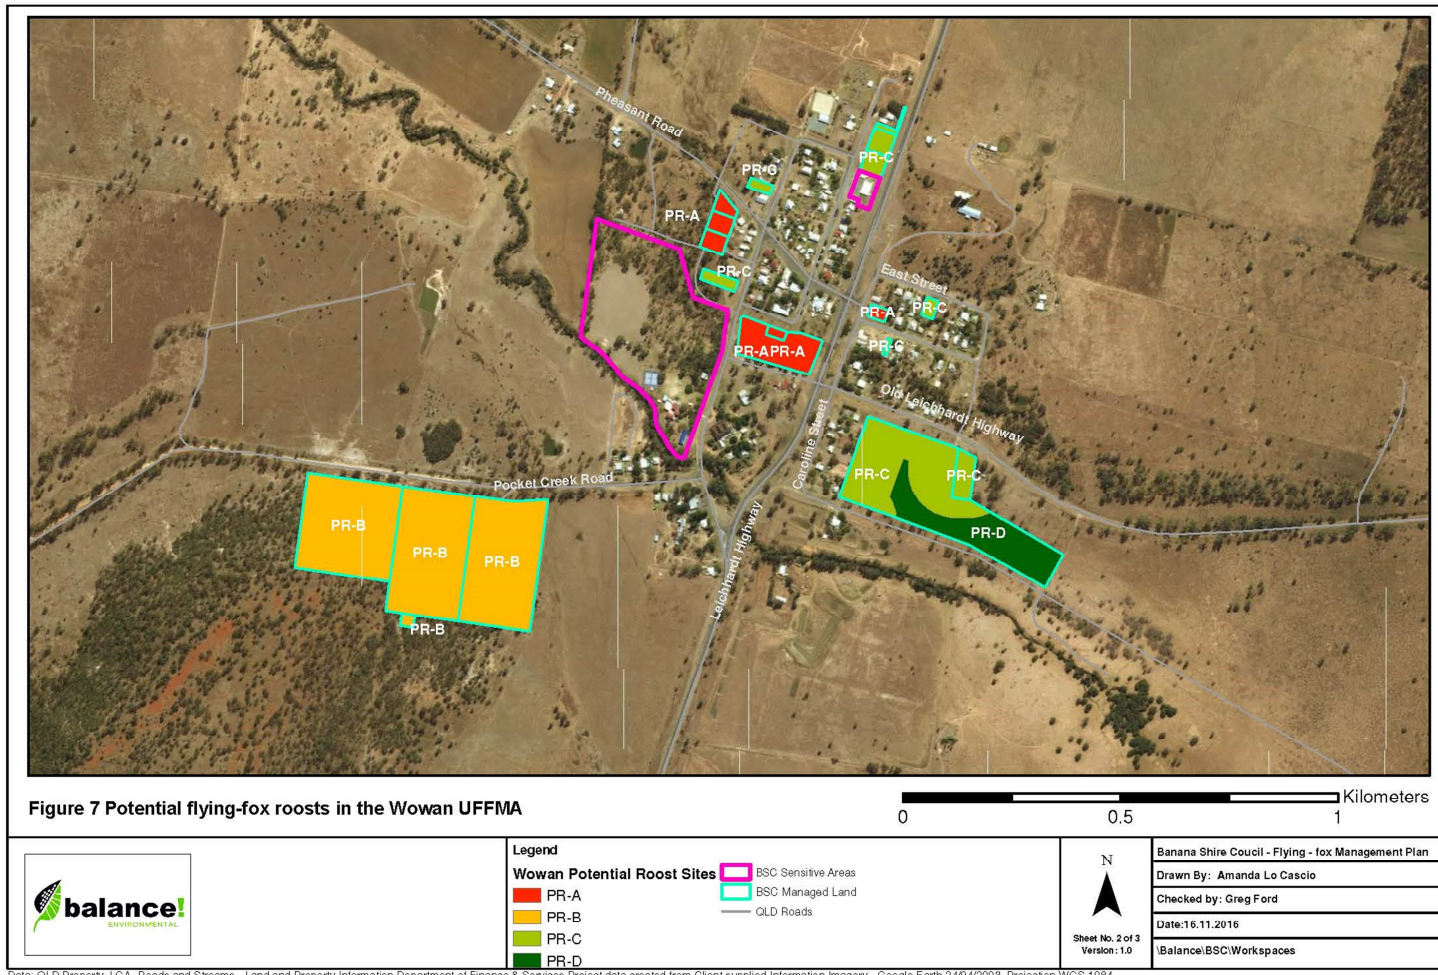 Pheasant Road
PR-C
PR-C
PR-A
PR-C
East Street
PR-A
PR-C
PR-A
PR-A
PR-C
Old Leichhardt Highway
Caroline Street
PR-C
PR-C
Pocket Creek Road
PR-B
PR-B
PR-B
PR-D
Leichhardt Highway
PR-B
Figure 7 Potential flying-fox roosts in the Wowan UFFMA
Kilometers
0 0.5 1
balance!
ENVIRONMENTAL
Legend
Wowan Potential Roost Sites
PR-A
PR-B
PR-C
PR-D
BSC Sensitive Areas
BSC Managed Land
QLD Roads
N
Sheet No. 2 of 3
Version: 1.0
Banana Shire Coucil - Flying - fox Management Plan
Drawn By: Amanda Lo Cascio
Checked by: Greg Ford
Date:16.11.2016
\Balance\BSC\Workspaces